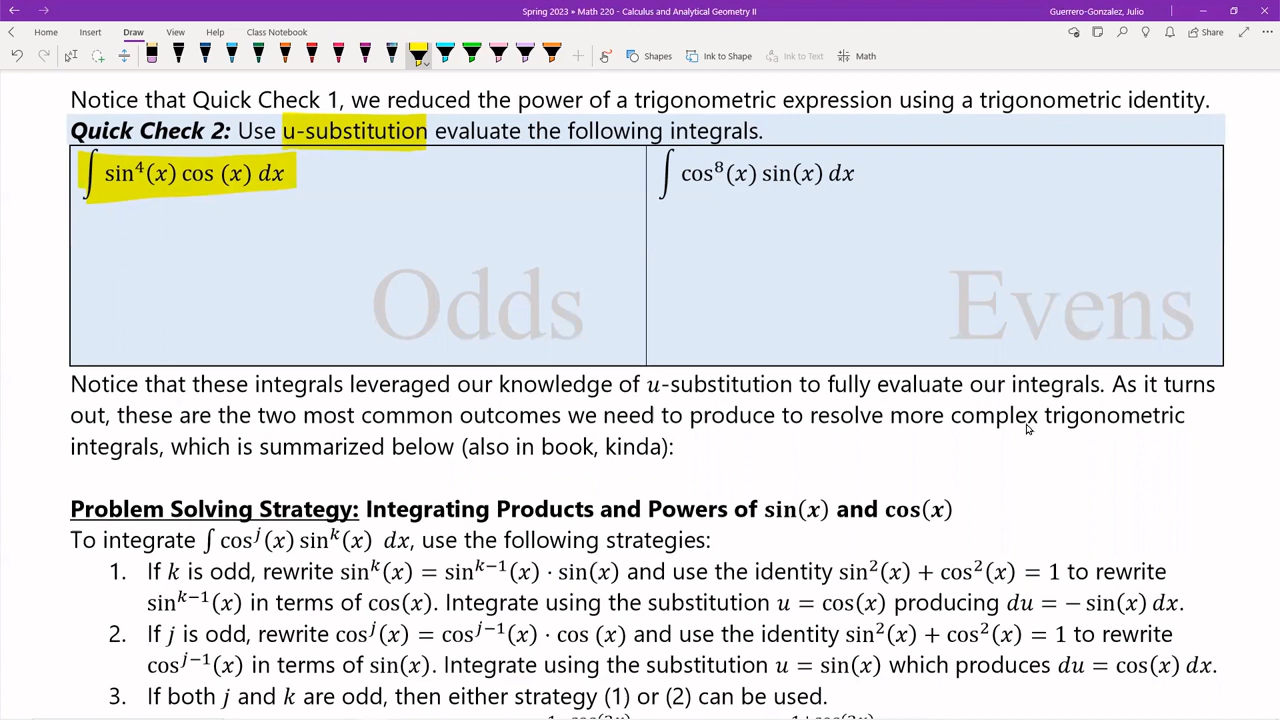 Spring 2023 » Math 220 - Calculus and Analytical Geometry II
Guerrero-Gonzalez, Julio
Home Insert Draw View Help Class Notebook
Share
Shapes Ink to Shape Ink to Text Math
Notice that Quick Check 1, we reduced the power of a trigonometric expression using a trigonometric identity.
Quick Check 2: Use u-substitution evaluate the following integrals.
∫ sin⁴(x) cos (x) dx
Odds
∫ cos⁸(x) sin(x) dx
Evens
Notice that these integrals leveraged our knowledge of u-substitution to fully evaluate our integrals. As it turns
out, these are the two most common outcomes we need to produce to resolve more complex trigonometric
integrals, which is summarized below (also in book, kinda):
Problem Solving Strategy: Integrating Products and Powers of sin(x) and cos(x)
To integrate ∫ cosʲ(x) sinᵏ(x) dx, use the following strategies:
1. If k is odd, rewrite sinᵏ(x) = sinᵏ⁻¹(x) · sin(x) and use the identity sin²(x) + cos²(x) = 1 to rewrite
sinᵏ⁻¹(x) in terms of cos(x). Integrate using the substitution u = cos(x) producing du = − sin(x) dx.
2. If j is odd, rewrite cosʲ(x) = cosʲ⁻¹(x) · cos (x) and use the identity sin²(x) + cos²(x) = 1 to rewrite
cosʲ⁻¹(x) in terms of sin(x). Integrate using the substitution u = sin(x) which produces du = cos(x) dx.
3. If both j and k are odd, then either strategy (1) or (2) can be used.